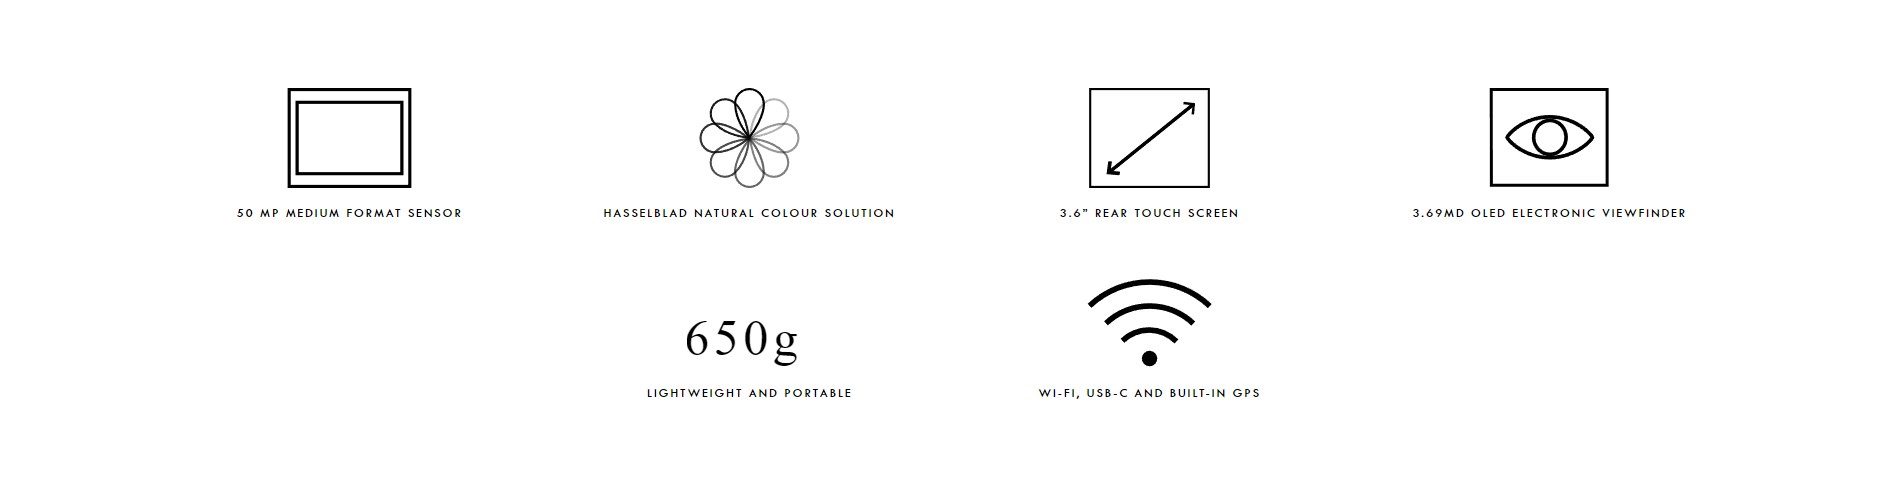 50 MP MEDIUM FORMAT SENSOR
HASSELBLAD NATURAL COLOUR SOLUTION
3.6" REAR TOUCH SCREEN
3.69MD OLED ELECTRONIC VIEWFINDER
650g
LIGHTWEIGHT AND PORTABLE
WI-FI, USB-C AND BUILT-IN GPS